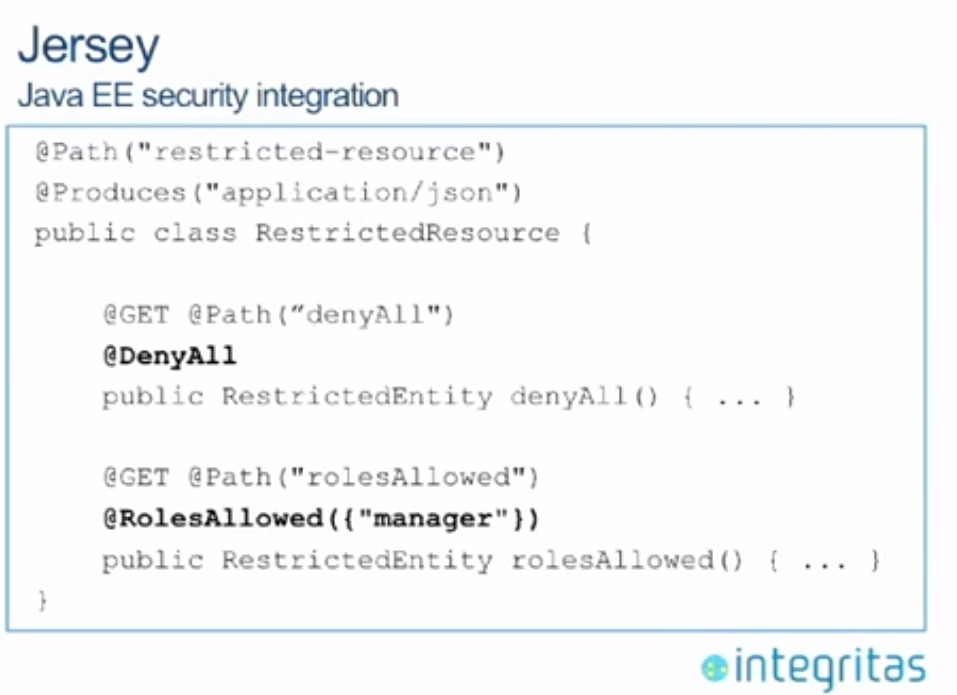 Jersey
Java EE security integration
@Path("restricted-resource")
@Produces("application/json")
public class RestrictedResource {
@GET @Path(“denyAll")
@DenyAll
public RestrictedEntity denyAll() { ... }
@GET @Path("rolesAllowed")
@RolesAllowed({"manager"})
public RestrictedEntity rolesAllowed() { ... }
}
integritas